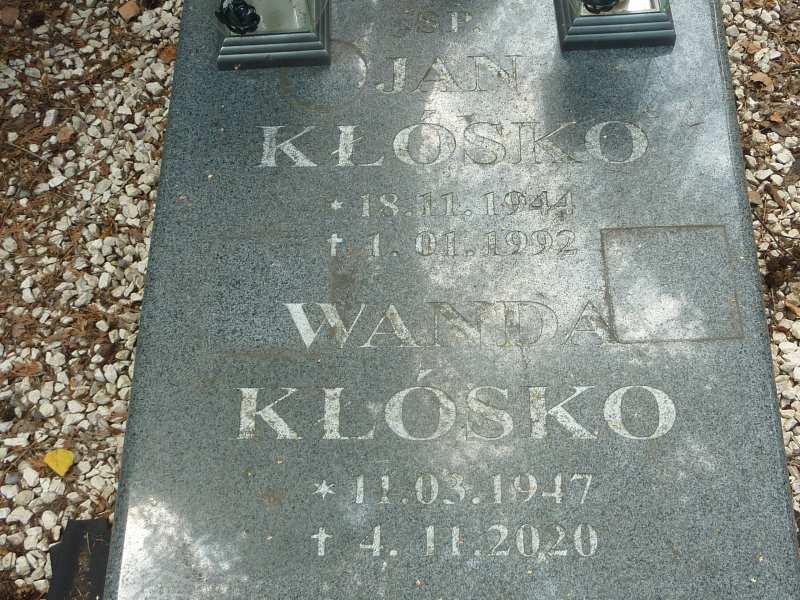 ŚP
JAN
KŁÓSKO
* 18.11.1944
† 1.01.1992
WANDA
KŁÓSKO
* 11.03.1947
† 4.11.2020